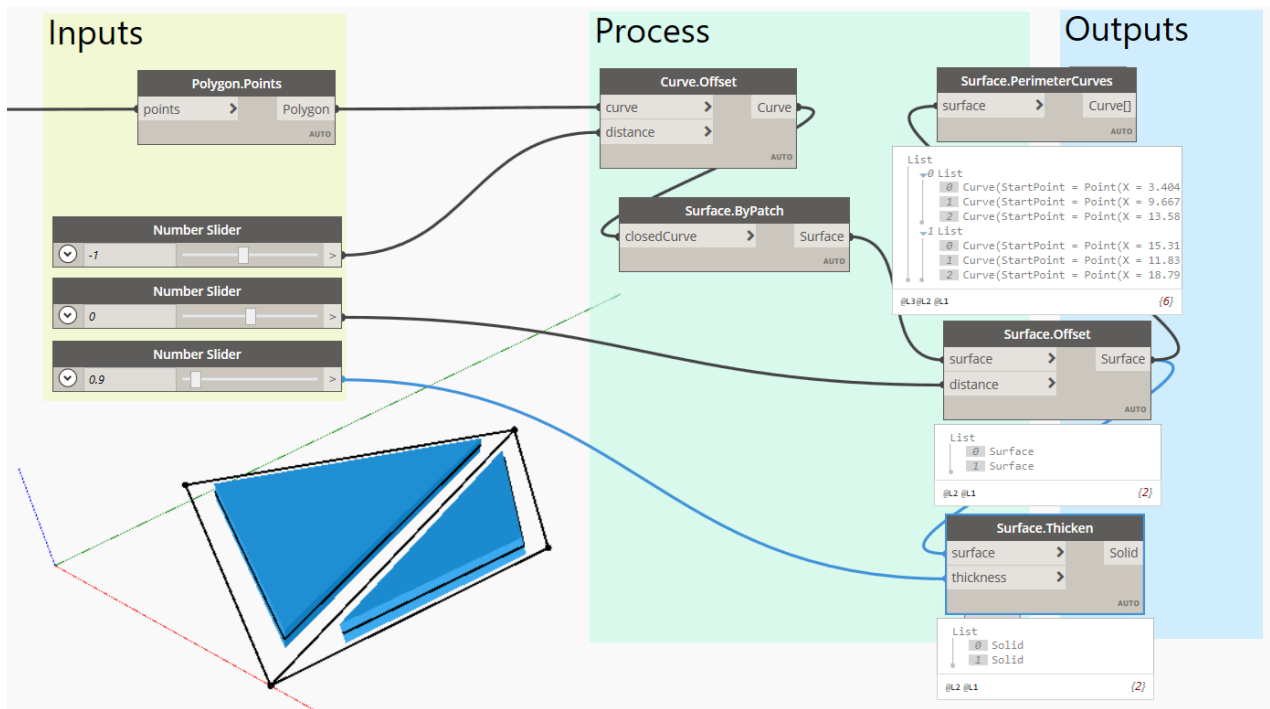 Inputs
Process
Outputs
Polygon.Points
points > Polygon
AUTO
Number Slider
-1 >
Number Slider
0 >
Number Slider
0.9 >
Curve.Offset
curve > Curve
distance >
AUTO
Surface.ByPatch
closedCurve > Surface
AUTO
Surface.PerimeterCurves
surface > Curve[]
AUTO
List
0 List
0 Curve(StartPoint = Point(X = 3.404
1 Curve(StartPoint = Point(X = 9.667
2 Curve(StartPoint = Point(X = 13.58
1 List
0 Curve(StartPoint = Point(X = 15.31
1 Curve(StartPoint = Point(X = 11.83
2 Curve(StartPoint = Point(X = 18.79
@L3 @L2 @L1 {6}
Surface.Offset
surface > Surface
distance >
AUTO
List
0 Surface
1 Surface
@L2 @L1 {2}
Surface.Thicken
surface > Solid
thickness >
AUTO
List
0 Solid
1 Solid
@L2 @L1 {2}